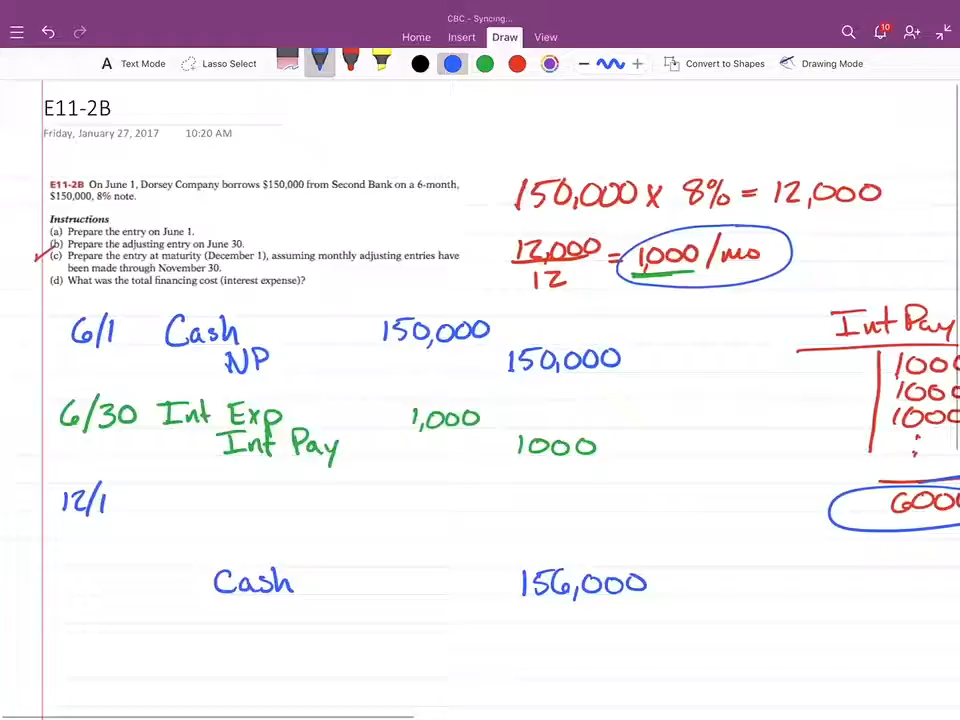 CBC - Syncing...
Home Insert Draw View
10
A Text Mode Lasso Select Convert to Shapes Drawing Mode
E11-2B
Friday, January 27, 2017 10:20 AM
E11-2B On June 1, Dorsey Company borrows $150,000 from Second Bank on a 6-month,
$150,000, 8% note.
Instructions
(a) Prepare the entry on June 1.
(b) Prepare the adjusting entry on June 30.
(c) Prepare the entry at maturity (December 1), assuming monthly adjusting entries have
been made through November 30.
(d) What was the total financing cost (interest expense)?
150,000 x 8% = 12,000
12,000
12
= 1,000 /mo
6/1 Cash 150,000
NP 150,000
6/30 Int Exp 1,000
Int Pay 1000
12/1
Cash 156,000
Int Pay
1000
1000
1000
6000